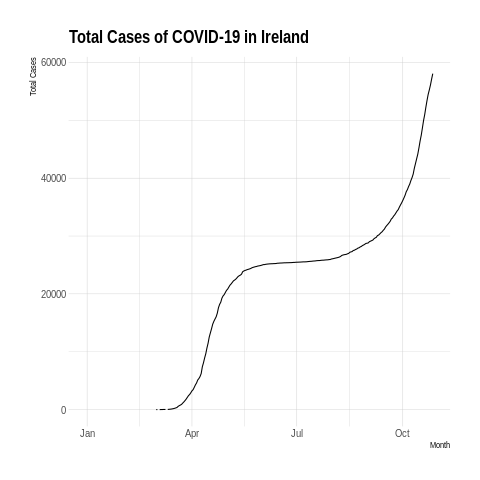 Total Cases of COVID-19 in Ireland
Total Cases
60000
40000
20000
0
Jan Apr Jul Oct
Month